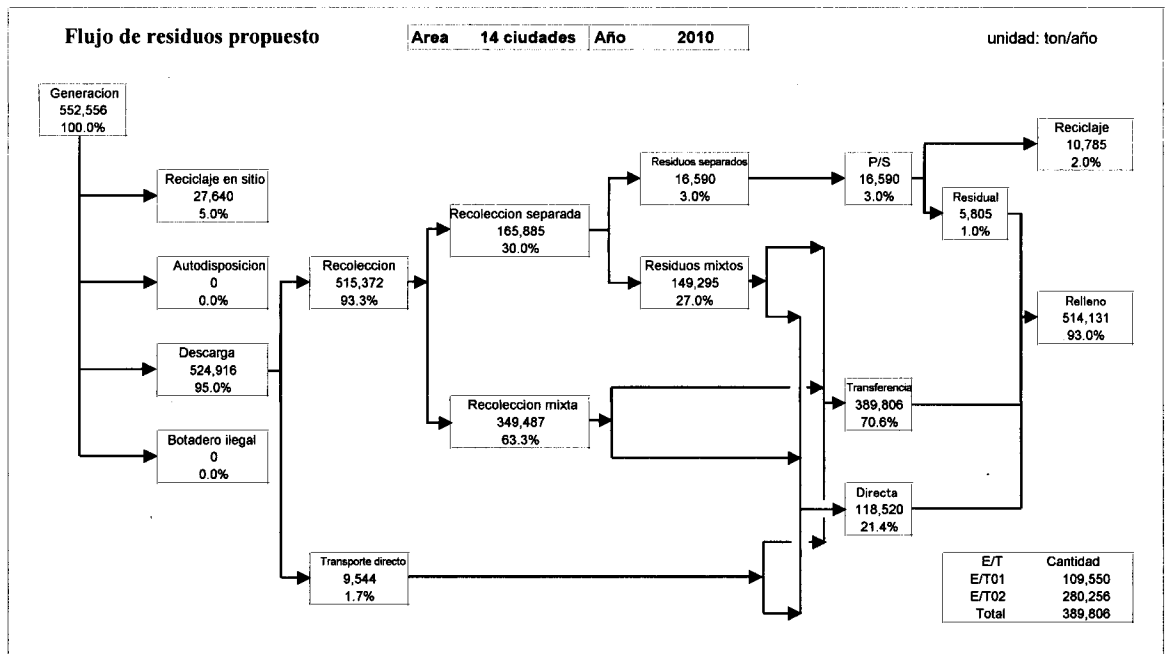 Flujo de residuos propuesto
Area 14 ciudades Año 2010
unidad: ton/año
Generacion
552,556
100.0%
Reciclaje en sitio
27,640
5.0%
Autodisposicion
0
0.0%
Descarga
524,916
95.0%
Botadero ilegal
0
0.0%
Recoleccion
515,372
93.3%
Transporte directo
9,544
1.7%
Recoleccion separada
165,885
30.0%
Recoleccion mixta
349,487
63.3%
Residuos separados
16,590
3.0%
Residuos mixtos
149,295
27.0%
P/S
16,590
3.0%
Transferencia
389,806
70.6%
Directa
118,520
21.4%
Reciclaje
10,785
2.0%
Residual
5,805
1.0%
Relleno
514,131
93.0%
E/T Cantidad
E/T01 109,550
E/T02 280,256
Total 389,806